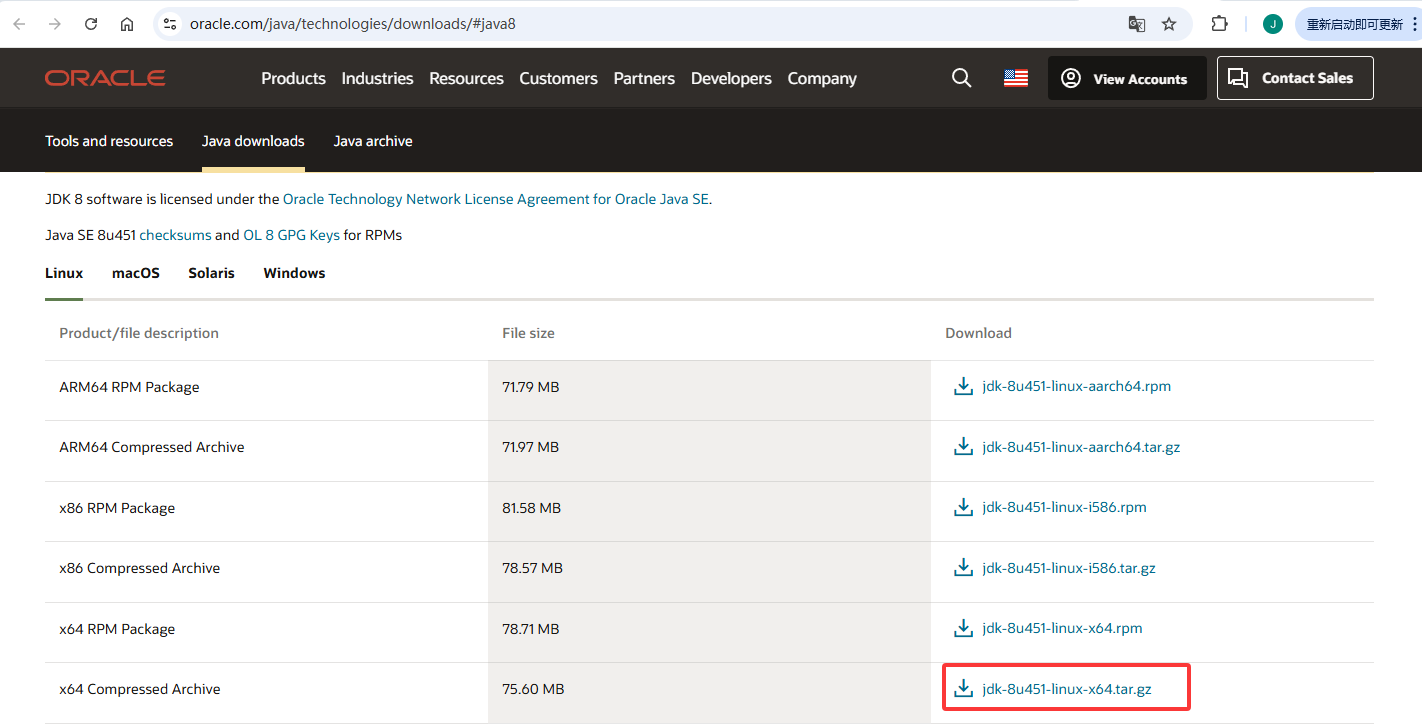 oracle.com/java/technologies/downloads/#java8
J
重新启动即可更新
ORACLE
Products Industries Resources Customers Partners Developers Company
View Accounts
Contact Sales
Tools and resources Java downloads Java archive
JDK 8 software is licensed under the Oracle Technology Network License Agreement for Oracle Java SE.
Java SE 8u451 checksums and OL 8 GPG Keys for RPMs
Linux macOS Solaris Windows
Product/file description File size Download
ARM64 RPM Package 71.79 MB jdk-8u451-linux-aarch64.rpm
ARM64 Compressed Archive 71.97 MB jdk-8u451-linux-aarch64.tar.gz
x86 RPM Package 81.58 MB jdk-8u451-linux-i586.rpm
x86 Compressed Archive 78.57 MB jdk-8u451-linux-i586.tar.gz
x64 RPM Package 78.71 MB jdk-8u451-linux-x64.rpm
x64 Compressed Archive 75.60 MB jdk-8u451-linux-x64.tar.gz